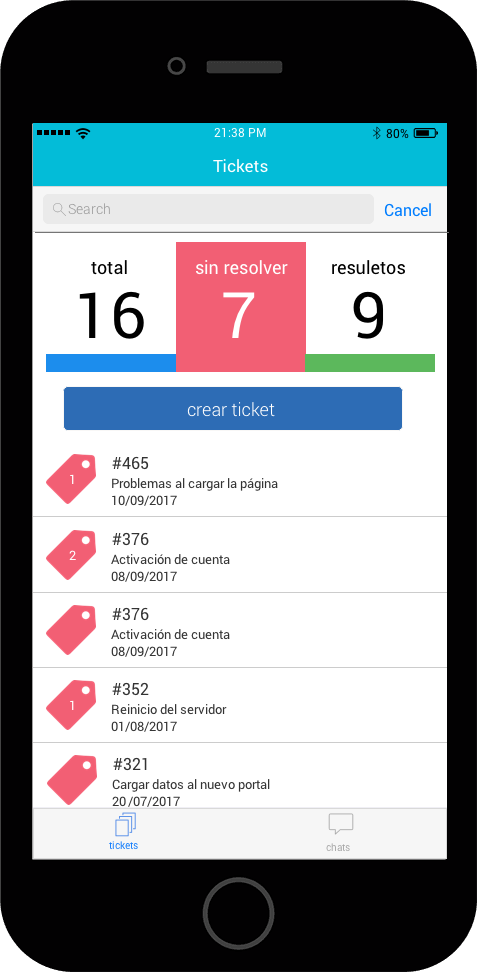 21:38 PM 80%
Tickets
Search Cancel
total sin resolver resuletos
16 7 9
crear ticket
#465
1
Problemas al cargar la página
10/09/2017
#376
2
Activación de cuenta
08/09/2017
#376
Activación de cuenta
08/09/2017
#352
1
Reinicio del servidor
01/08/2017
#321
Cargar datos al nuevo portal
20/07/2017
tickets chats